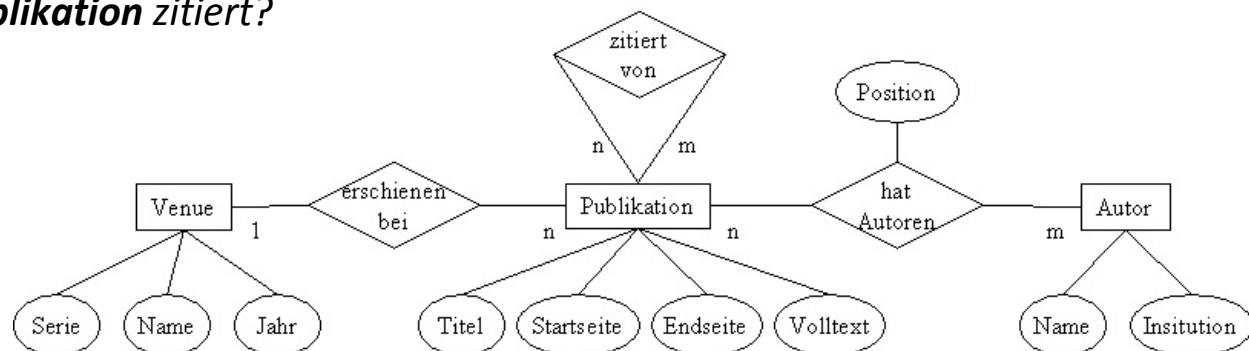 blikation zitiert?
zitiert
von
Position
n
m
Venue
erschienen
bei
Publikation
hat
Autoren
Autor
1
n
n
m
Serie
Name
Jahr
Titel
Startseite
Endseite
Volltext
Name
Insitution